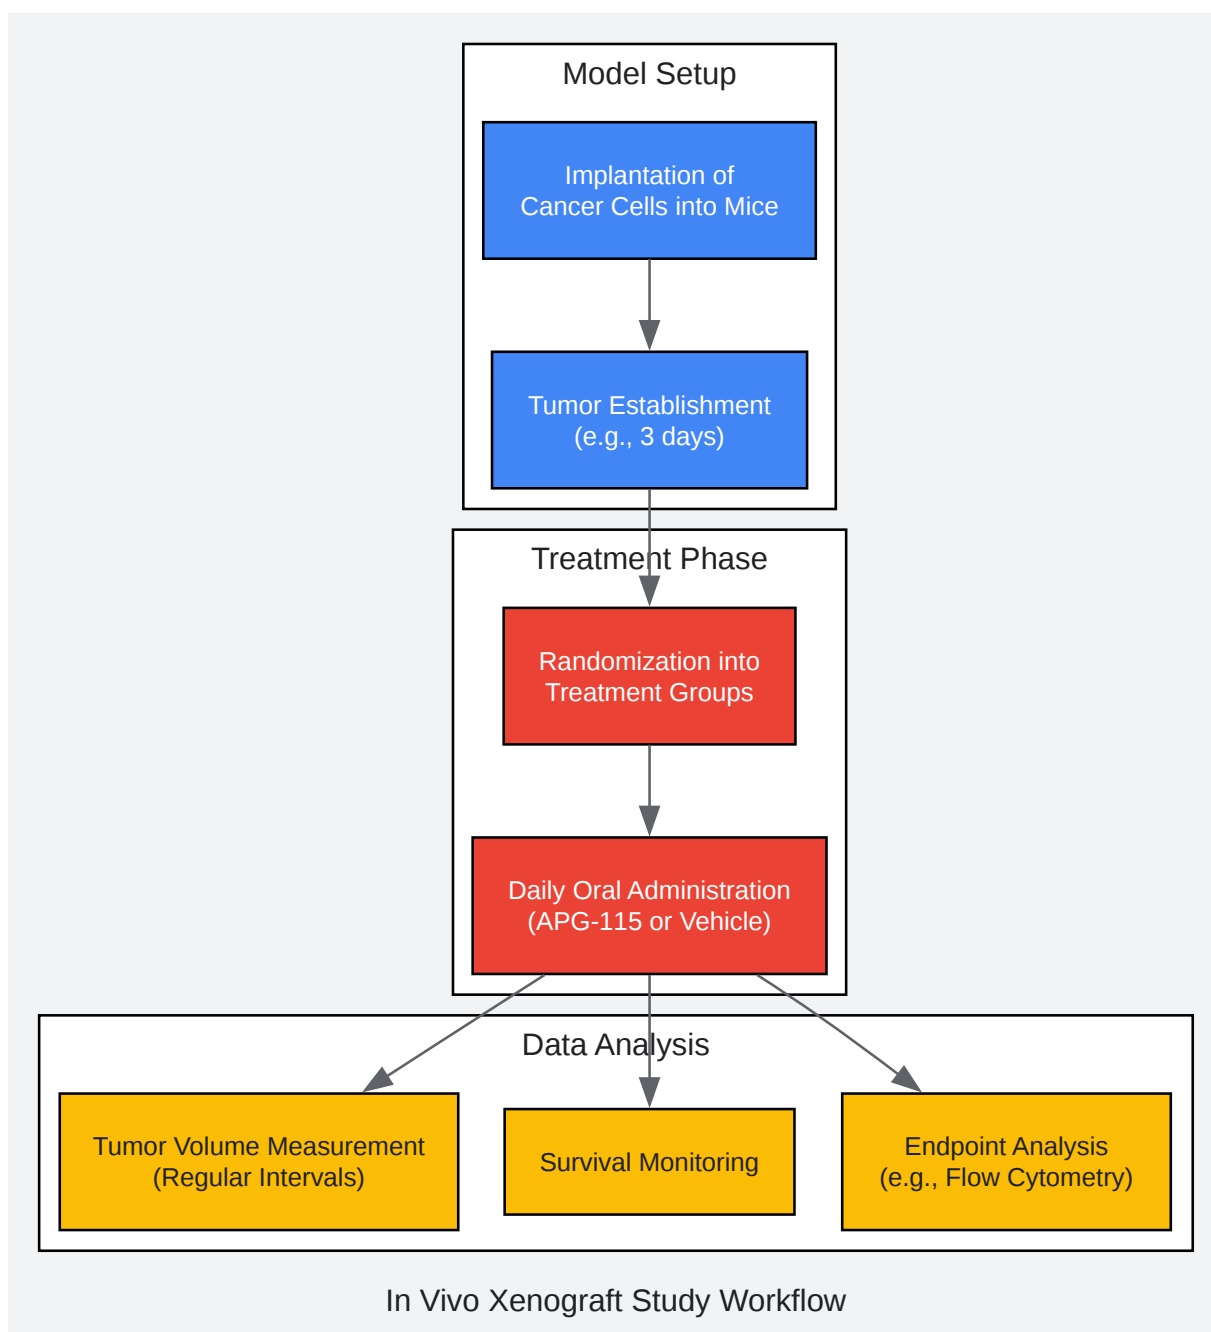 Model Setup
Implantation of
Cancer Cells into Mice
Tumor Establishment
(e.g., 3 days)
Treatment Phase
Randomization into
Treatment Groups
Daily Oral Administration
(APG-115 or Vehicle)
Data Analysis
Tumor Volume Measurement
(Regular Intervals)
Survival Monitoring
Endpoint Analysis
(e.g., Flow Cytometry)
In Vivo Xenograft Study Workflow